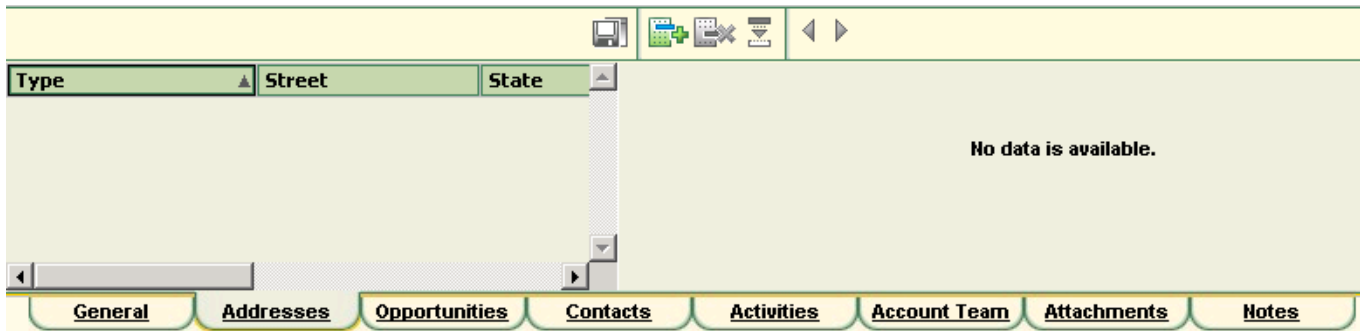 Type Street State
No data is available.
General Addresses Opportunities Contacts Activities Account Team Attachments Notes